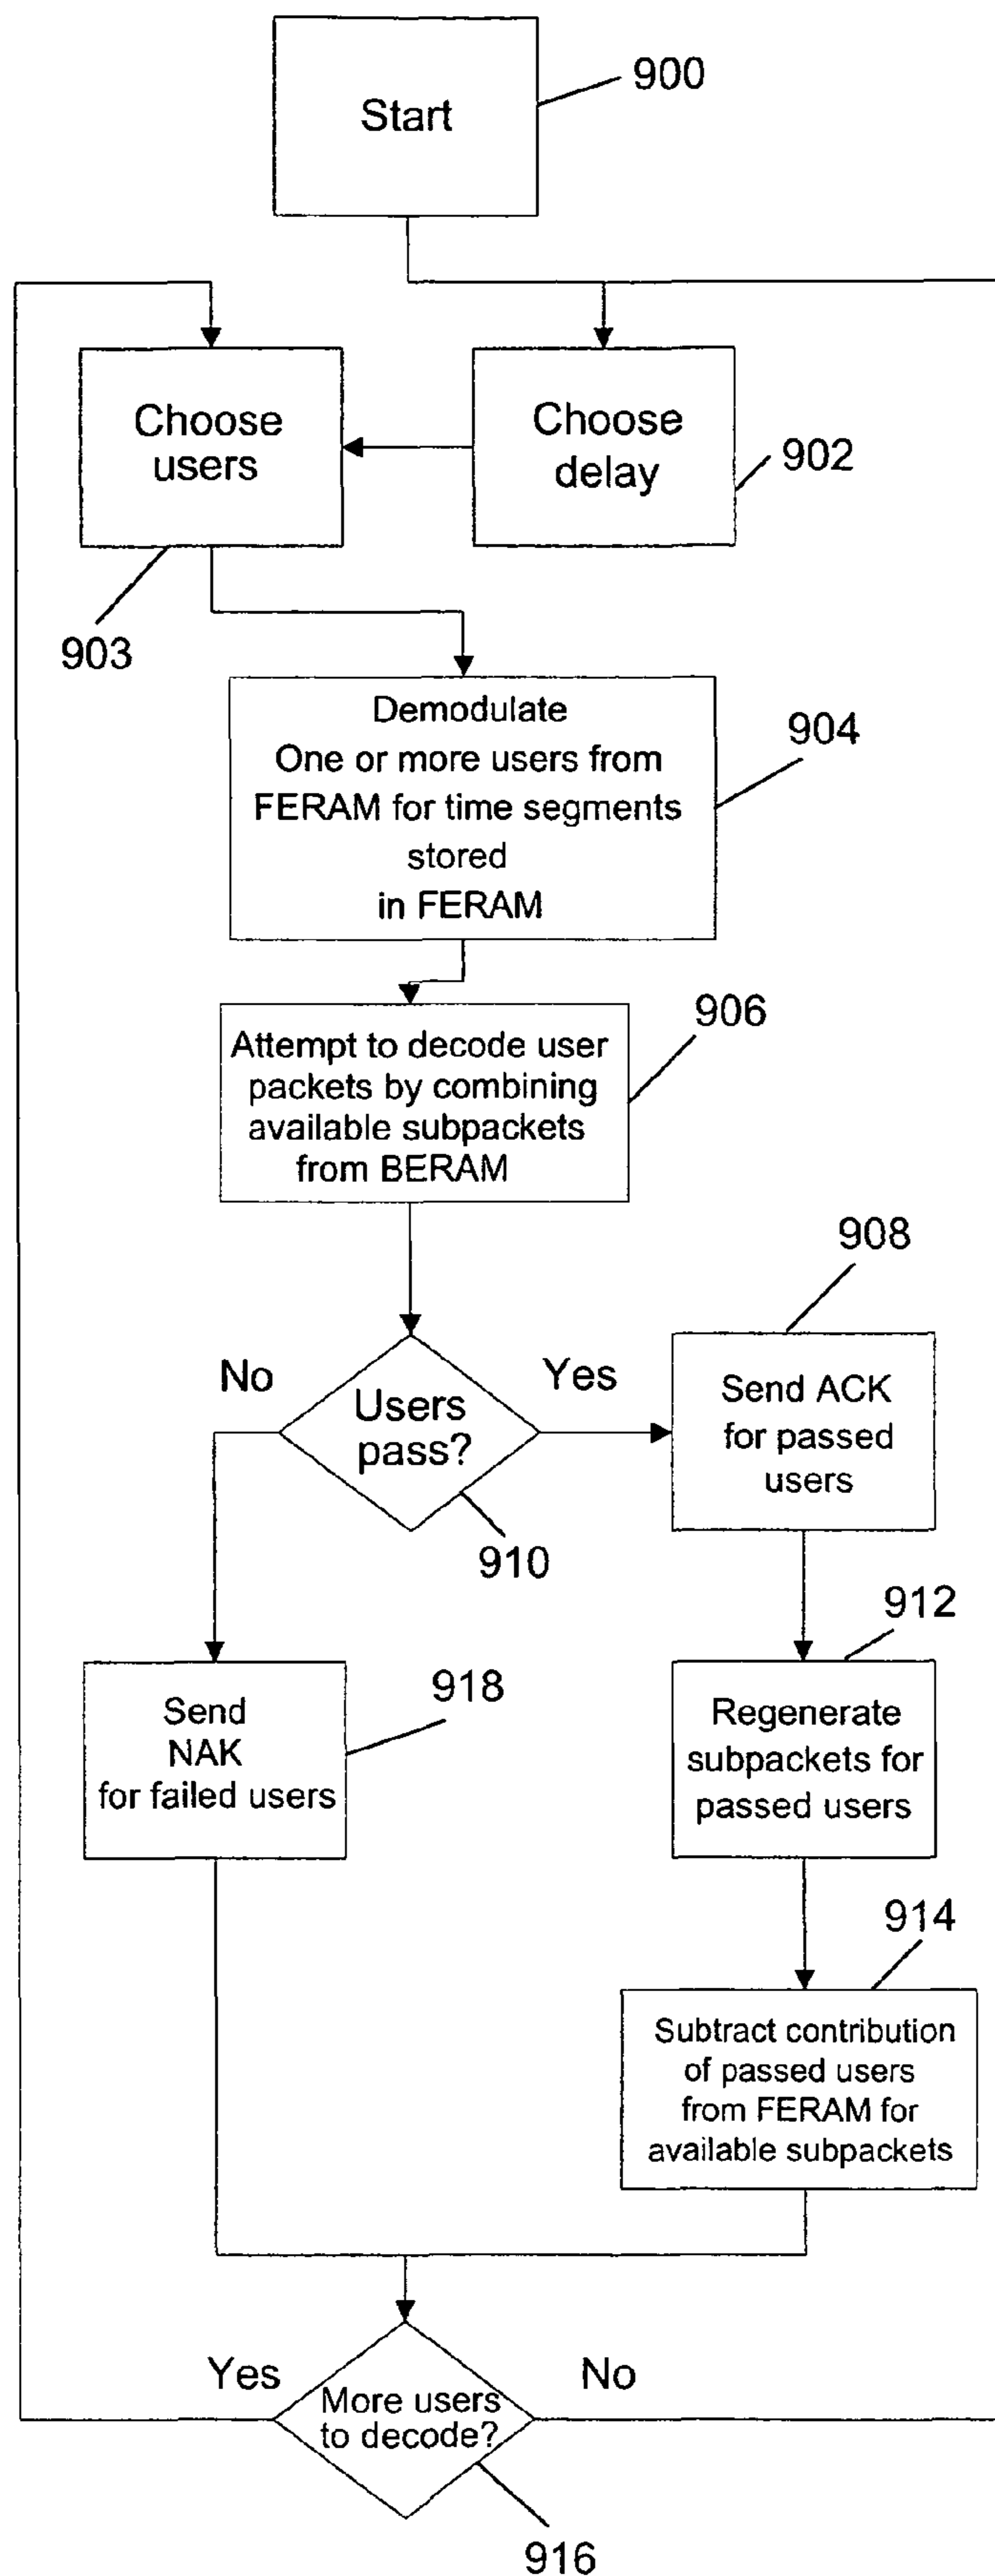 Start
900
Choose
users
Choose
delay
902
903
Demodulate
One or more users from
FERAM for time segments
stored
in FERAM
904
Attempt to decode user
packets by combining
available subpackets
from BERAM
906
908
No
Yes
Users
pass?
Send ACK
for passed
users
910
912
Send
NAK
for failed users
918
Regenerate
subpackets for
passed users
914
Subtract contribution
of passed users
from FERAM for
available subpackets
Yes
No
More users
to decode?
916